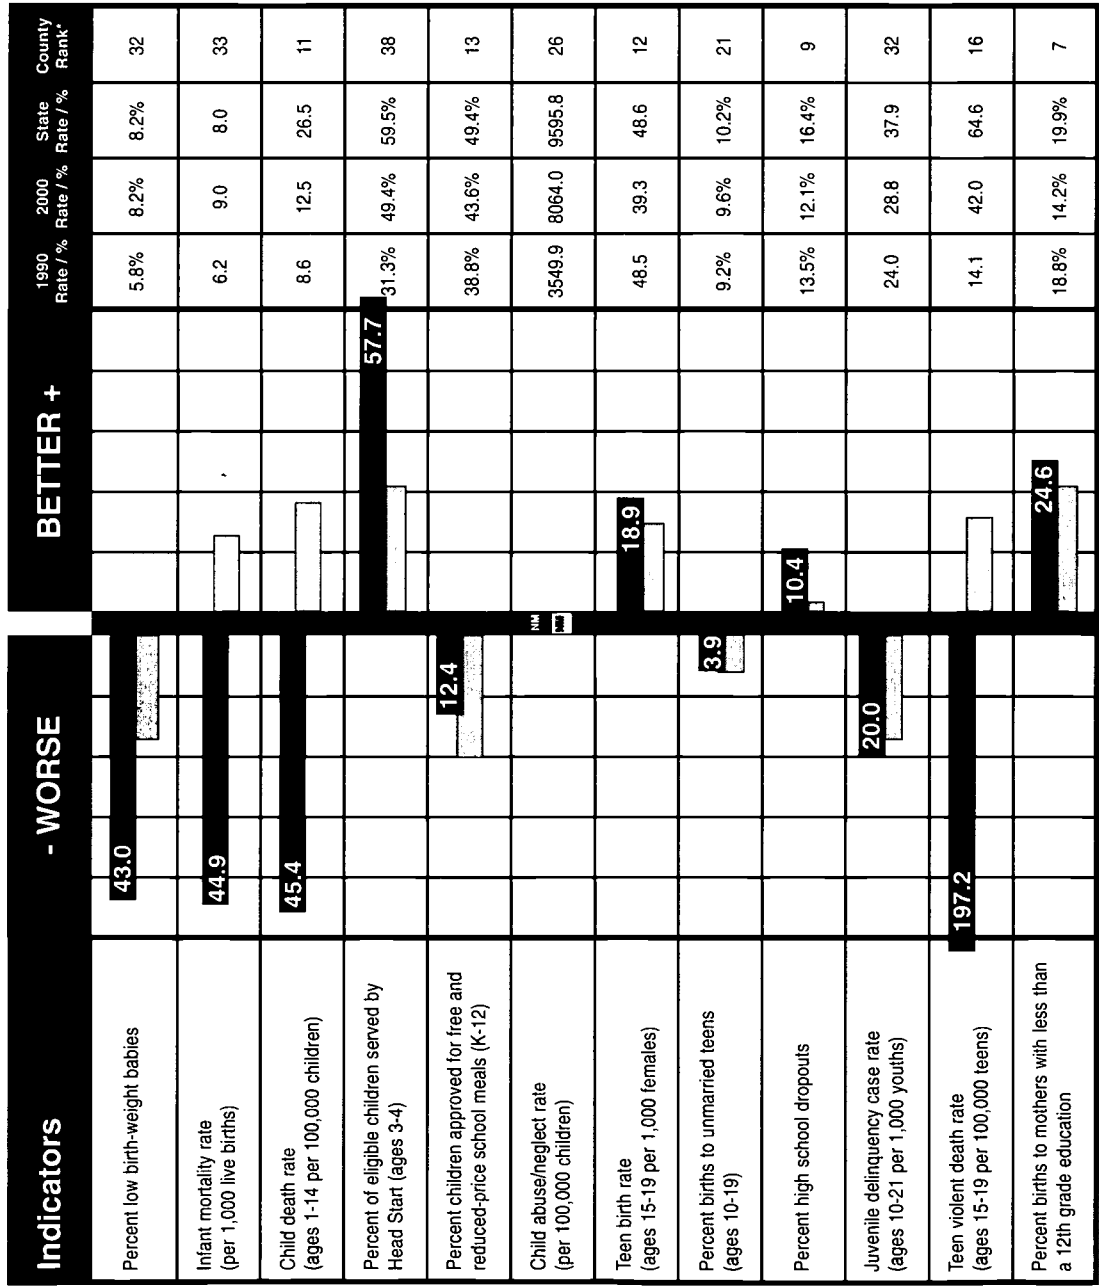 Indicators - WORSE BETTER + 1990 Rate / % 2000 Rate / % State Rate / % County Rank*
Percent low birth-weight babies 43.0 5.8% 8.2% 8.2% 32
Infant mortality rate
(per 1,000 live births) 44.9 6.2 9.0 8.0 33
Child death rate
(ages 1-14 per 100,000 children) 45.4 8.6 12.5 26.5 11
Percent of eligible children served by
Head Start (ages 3-4) 57.7 31.3% 49.4% 59.5% 38
Percent children approved for free and
reduced-price school meals (K-12) 12.4 38.8% 43.6% 49.4% 13
Child abuse/neglect rate
(per 100,000 children) NM NM 3549.9 8064.0 9595.8 26
Teen birth rate
(ages 15-19 per 1,000 females) 18.9 48.5 39.3 48.6 12
Percent births to unmarried teens
(ages 10-19) 3.9 9.2% 9.6% 10.2% 21
Percent high school dropouts 10.4 13.5% 12.1% 16.4% 9
Juvenile delinquency case rate
(ages 10-21 per 1,000 youths) 20.0 24.0 28.8 37.9 32
Teen violent death rate
(ages 15-19 per 100,000 teens) 197.2 14.1 42.0 64.6 16
Percent births to mothers with less than
a 12th grade education 24.6 18.8% 14.2% 19.9% 7